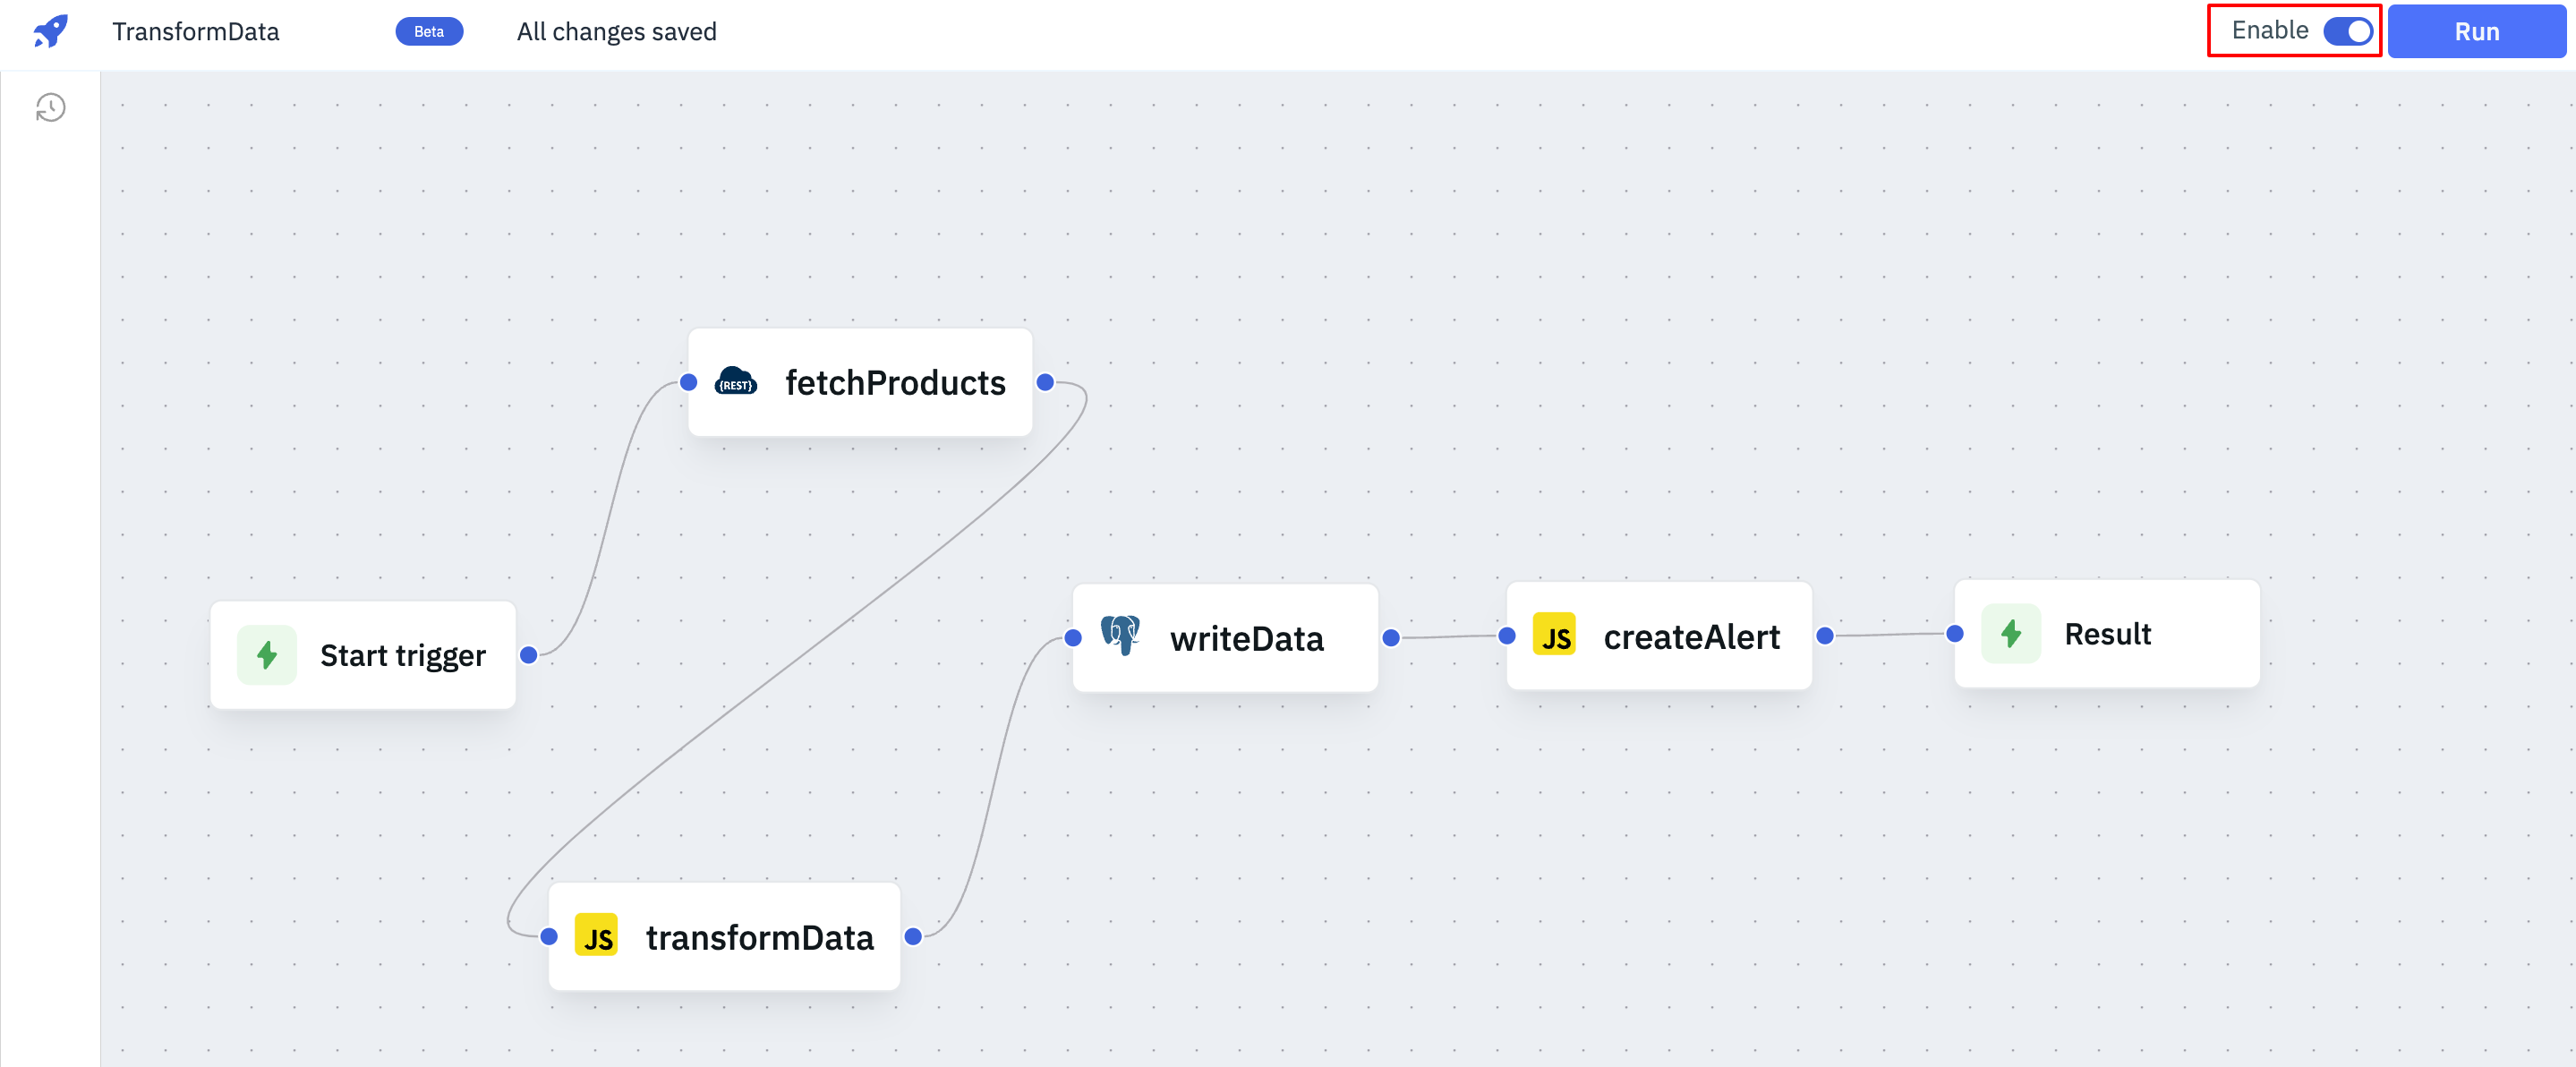 TransformData
Beta
All changes saved
Enable
Run
{REST}
fetchProducts
Start trigger
writeData
JS
createAlert
Result
JS
transformData